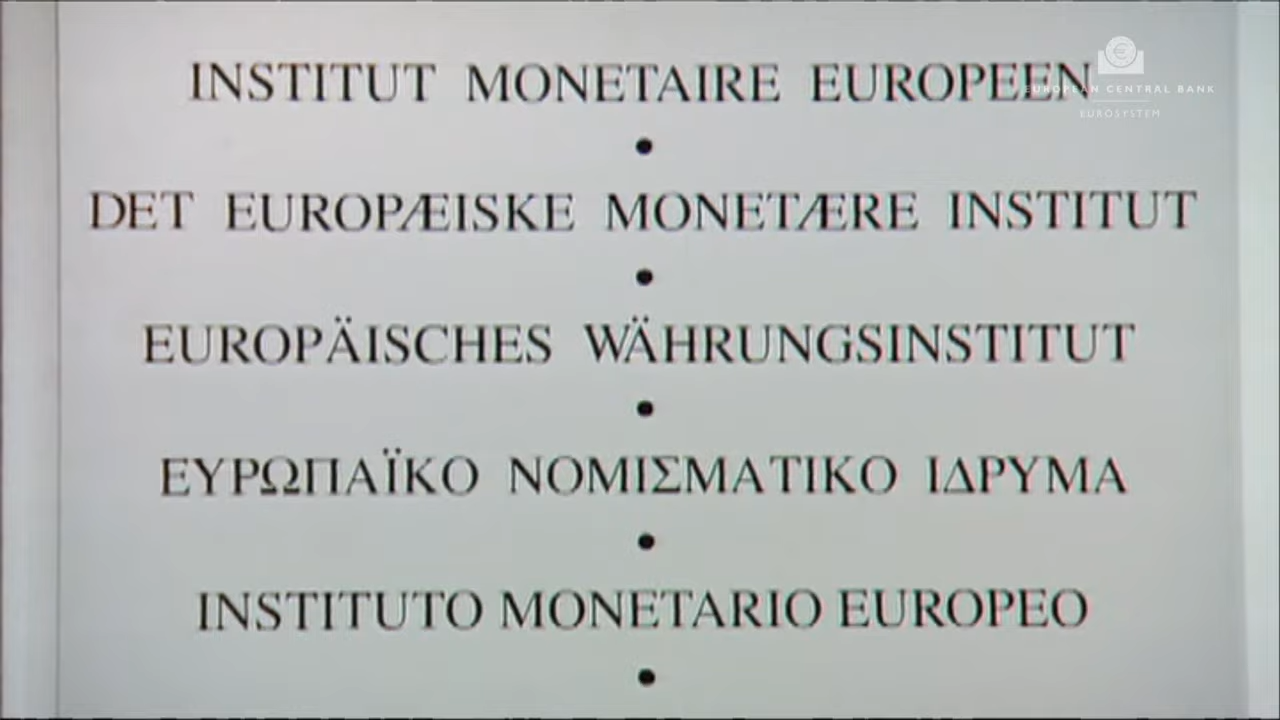 INSTITUT MONETAIRE EUROPEEN
EUROPEAN CENTRAL BANK
EUROSYSTEM
•
DET EUROPÆISKE MONETÆRE INSTITUT
•
EUROPÄISCHES WÄHRUNGSINSTITUT
•
ΕΥΡΩΠΑΪΚΟ ΝΟΜΙΣΜΑΤΙΚΟ ΙΔΡΥΜΑ
•
INSTITUTO MONETARIO EUROPEO
•